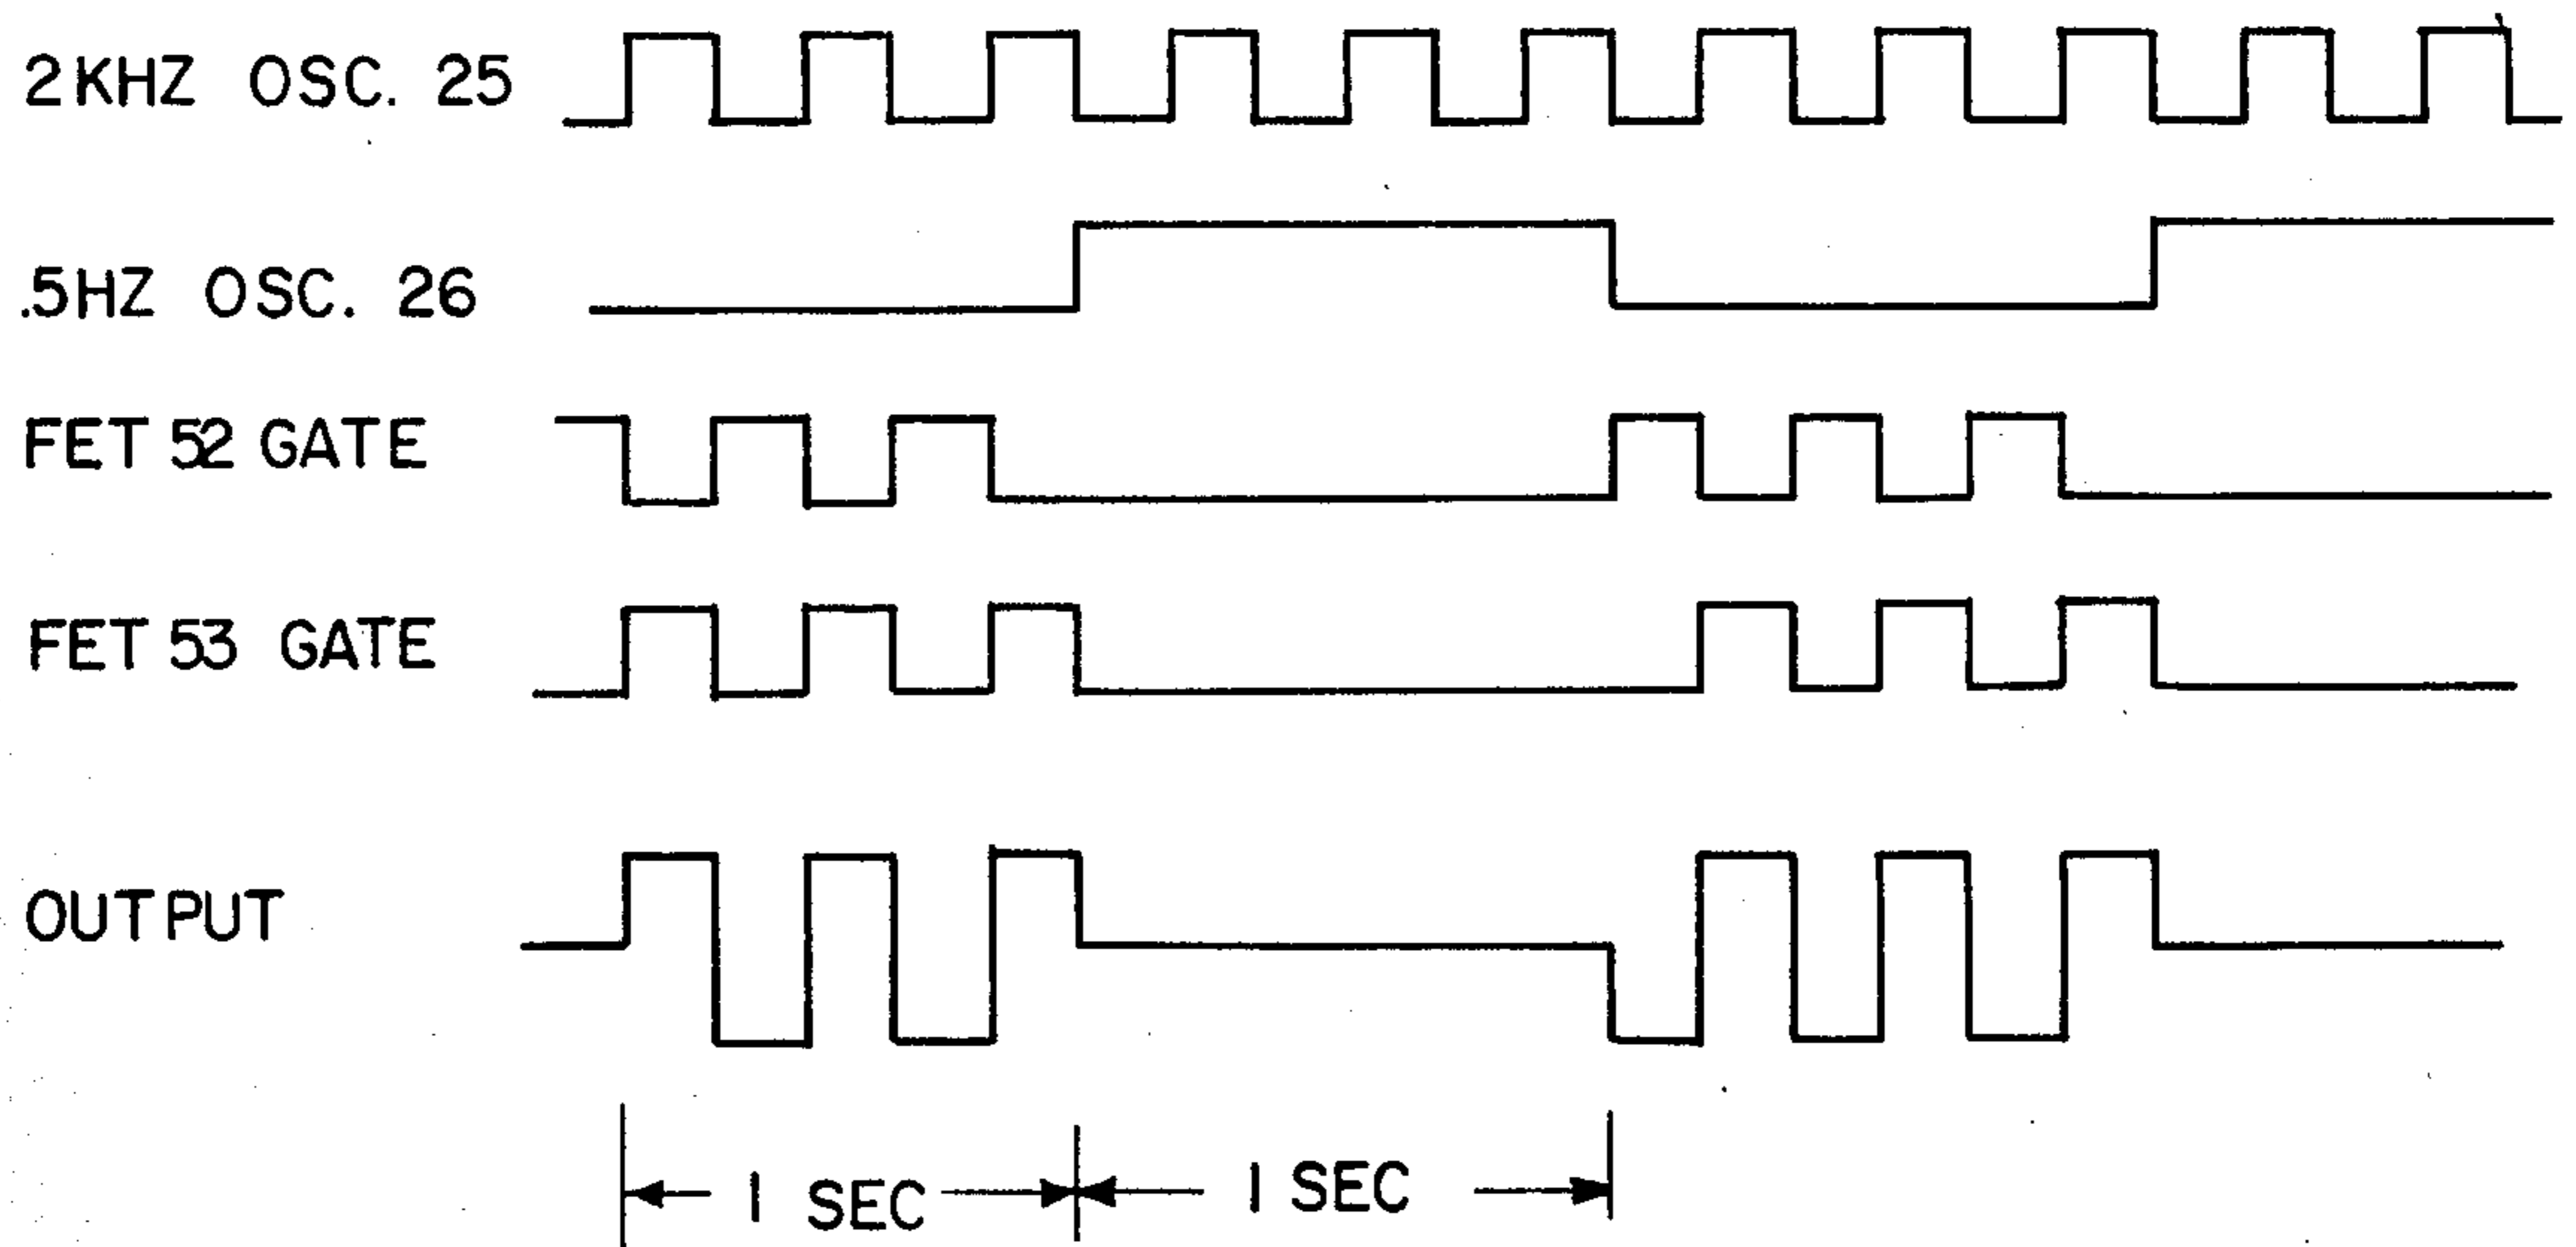 2KHZ OSC. 25
.5HZ OSC. 26
FET 52 GATE
FET 53 GATE
OUTPUT
1 SEC 1 SEC